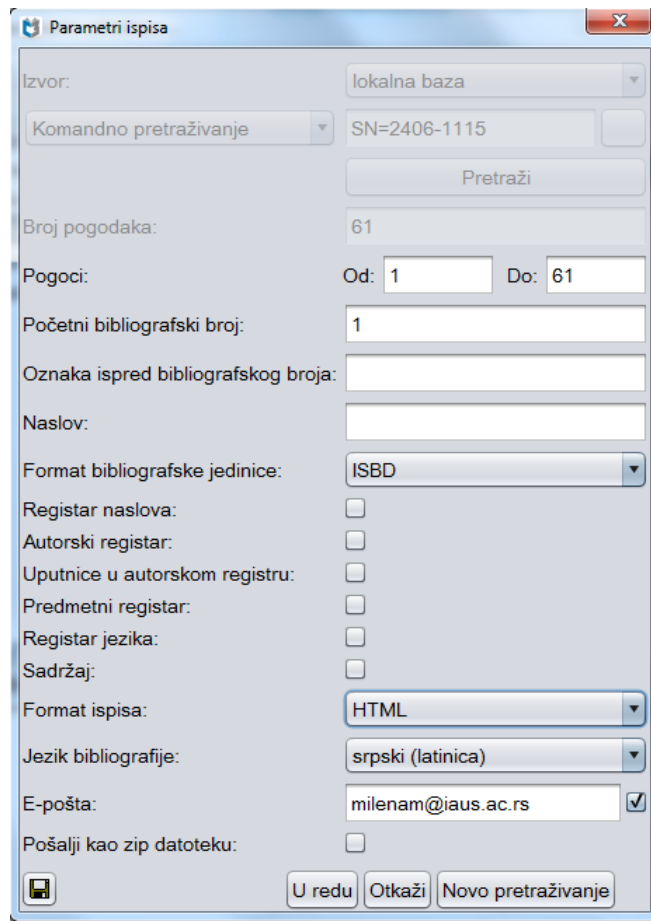 Parametri ispisa
Izvor: lokalna baza
Komandno pretraživanje SN=2406-1115
Pretraži
Broj pogodaka: 61
Pogoci: Od: 1 Do: 61
Početni bibliografski broj: 1
Oznaka ispred bibliografskog broja:
Naslov:
Format bibliografske jedinice: ISBD
Registar naslova:
Autorski registar:
Uputnice u autorskom registru:
Predmetni registar:
Registar jezika:
Sadržaj:
Format ispisa: HTML
Jezik bibliografije: srpski (latinica)
E-pošta: milenam@iaus.ac.rs
Pošalji kao zip datoteku:
U redu Otkaži Novo pretraživanje